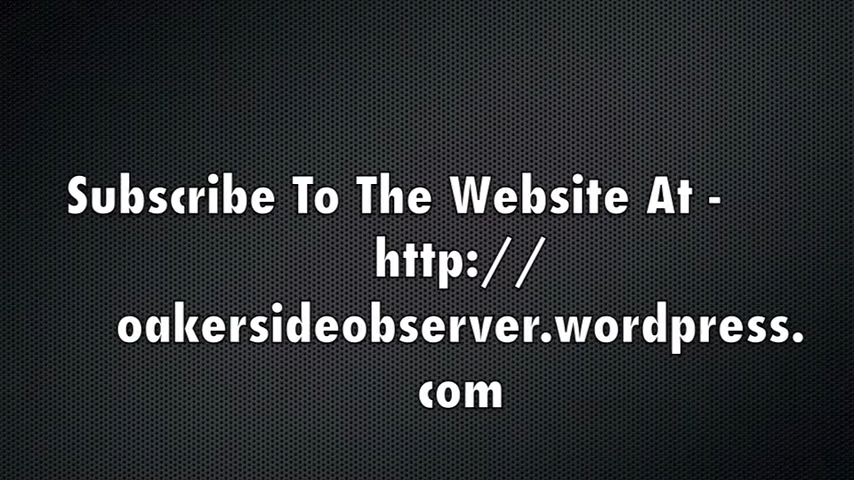 Subscribe To The Website At -
http://
oakersideobserver.wordpress.
com